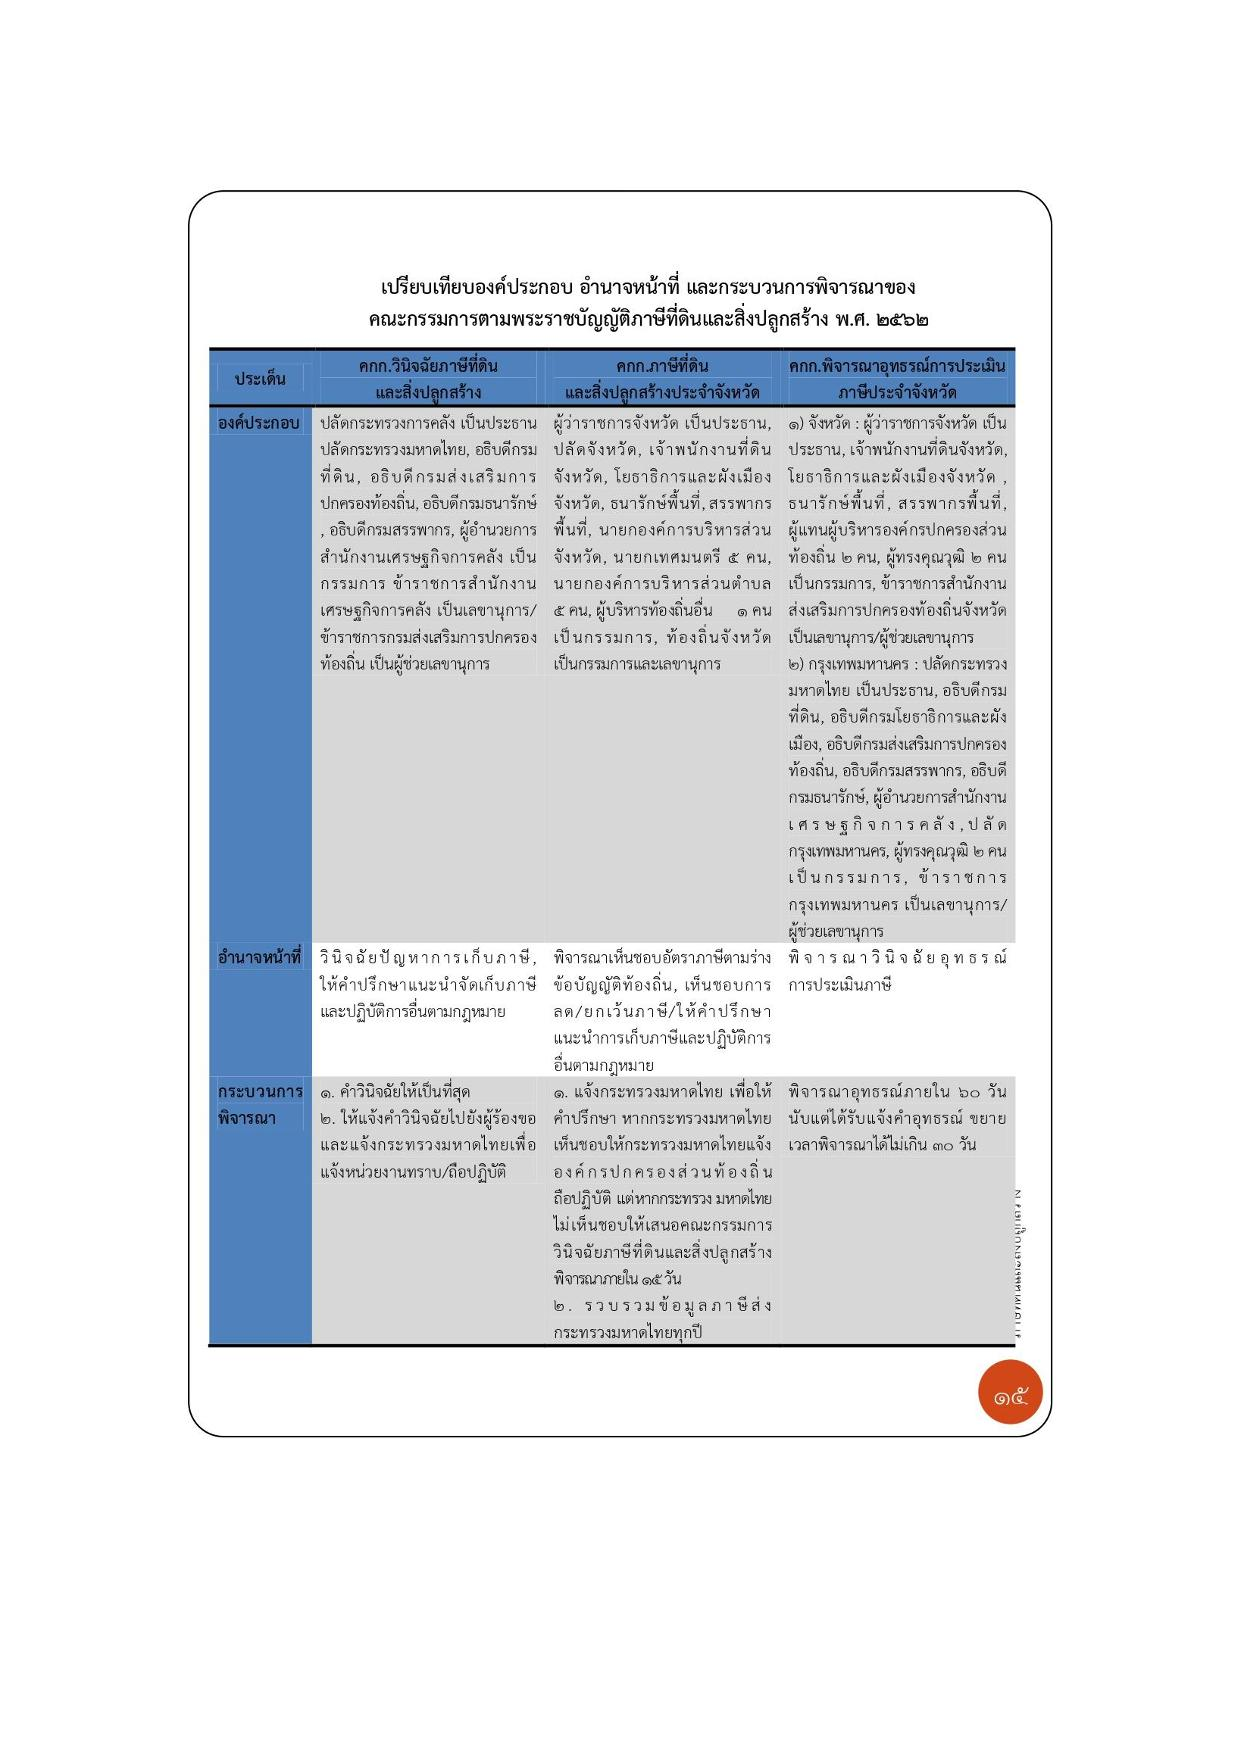 เปรียบเทียบองค์ประกอบ อำนาจหน้าที่ และกระบวนการพิจารณาของ
คณะกรรมการตามพระราชบัญญัติภาษีที่ดินและสิ่งปลูกสร้าง พ.ศ. ๒๕๖๒
ประเด็น
คกก.วินิจฉัยภาษีที่ดิน
และสิ่งปลูกสร้าง
คกก.ภาษีที่ดิน
และสิ่งปลูกสร้างประจำจังหวัด
คกก.พิจารณาอุทธรณ์การประเมิน
ภาษีประจำจังหวัด
องค์ประกอบ
ปลัดกระทรวงการคลัง เป็นประธาน
ปลัดกระทรวงมหาดไทย, อธิบดีกรม
ที่ดิน, อธิบดีกรมส่งเสริมการ
ปกครองท้องถิ่น, อธิบดีกรมธนารักษ์
, อธิบดีกรมสรรพากร, ผู้อำนวยการ
สำนักงานเศรษฐกิจการคลัง เป็น
กรรมการ ข้าราชการสำนักงาน
เศรษฐกิจการคลัง เป็นเลขานุการ/
ข้าราชการกรมส่งเสริมการปกครอง
ท้องถิ่น เป็นผู้ช่วยเลขานุการ
ผู้ว่าราชการจังหวัด เป็นประธาน,
ปลัดจังหวัด, เจ้าพนักงานที่ดิน
จังหวัด, โยธาธิการและผังเมือง
จังหวัด, ธนารักษ์พื้นที่, สรรพากร
พื้นที่, นายกองค์การบริหารส่วน
จังหวัด, นายกเทศมนตรี ๕ คน,
นายกองค์การบริหารส่วนตำบล
๕ คน, ผู้บริหารท้องถิ่นอื่น ๑ คน
เป็นกรรมการ, ท้องถิ่นจังหวัด
เป็นกรรมการและเลขานุการ
๑) จังหวัด : ผู้ว่าราชการจังหวัด เป็น
ประธาน, เจ้าพนักงานที่ดินจังหวัด,
โยธาธิการและผังเมืองจังหวัด ,
ธนารักษ์พื้นที่, สรรพากรพื้นที่,
ผู้แทนผู้บริหารองค์กรปกครองส่วน
ท้องถิ่น ๒ คน, ผู้ทรงคุณวุฒิ ๒ คน
เป็นกรรมการ, ข้าราชการสำนักงาน
ส่งเสริมการปกครองท้องถิ่นจังหวัด
เป็นเลขานุการ/ผู้ช่วยเลขานุการ
๒) กรุงเทพมหานคร : ปลัดกระทรวง
มหาดไทย เป็นประธาน, อธิบดีกรม
ที่ดิน, อธิบดีกรมโยธาธิการและผัง
เมือง, อธิบดีกรมส่งเสริมการปกครอง
ท้องถิ่น, อธิบดีกรมสรรพากร, อธิบดี
กรมธนารักษ์, ผู้อำนวยการสำนักงาน
เศรษฐกิจการคลัง,ปลัด
กรุงเทพมหานคร, ผู้ทรงคุณวุฒิ ๒ คน
เป็นกรรมการ, ข้าราชการ
กรุงเทพมหานคร เป็นเลขานุการ/
ผู้ช่วยเลขานุการ
อำนาจหน้าที่
วินิจฉัยปัญหาการเก็บภาษี,
ให้คำปรึกษาแนะนำจัดเก็บภาษี
และปฏิบัติการอื่นตามกฎหมาย
พิจารณาเห็นชอบอัตราภาษีตามร่าง
ข้อบัญญัติท้องถิ่น, เห็นชอบการ
ลด/ยกเว้นภาษี/ให้คำปรึกษา
แนะนำการเก็บภาษีและปฏิบัติการ
อื่นตามกฎหมาย
พิจารณาวินิจฉัยอุทธรณ์
การประเมินภาษี
กระบวนการ
พิจารณา
๑. คำวินิจฉัยให้เป็นที่สุด
๒. ให้แจ้งคำวินิจฉัยไปยังผู้ร้องขอ
และแจ้งกระทรวงมหาดไทยเพื่อ
แจ้งหน่วยงานทราบ/ถือปฏิบัติ
๑. แจ้งกระทรวงมหาดไทย เพื่อให้
คำปรึกษา หากกระทรวงมหาดไทย
เห็นชอบให้กระทรวงมหาดไทยแจ้ง
องค์กรปกครองส่วนท้องถิ่น
ถือปฏิบัติ แต่หากกระทรวง มหาดไทย
ไม่เห็นชอบให้เสนอคณะกรรมการ
วินิจฉัยภาษีที่ดินและสิ่งปลูกสร้าง
พิจารณาภายใน ๑๕ วัน
๒. รวบรวมข้อมูลภาษีส่ง
กระทรวงมหาดไทยทุกปี
พิจารณาอุทธรณ์ภายใน ๖๐ วัน
นับแต่ได้รับแจ้งคำอุทธรณ์ ขยาย
เวลาพิจารณาได้ไม่เกิน ๓๐ วัน
๑๕